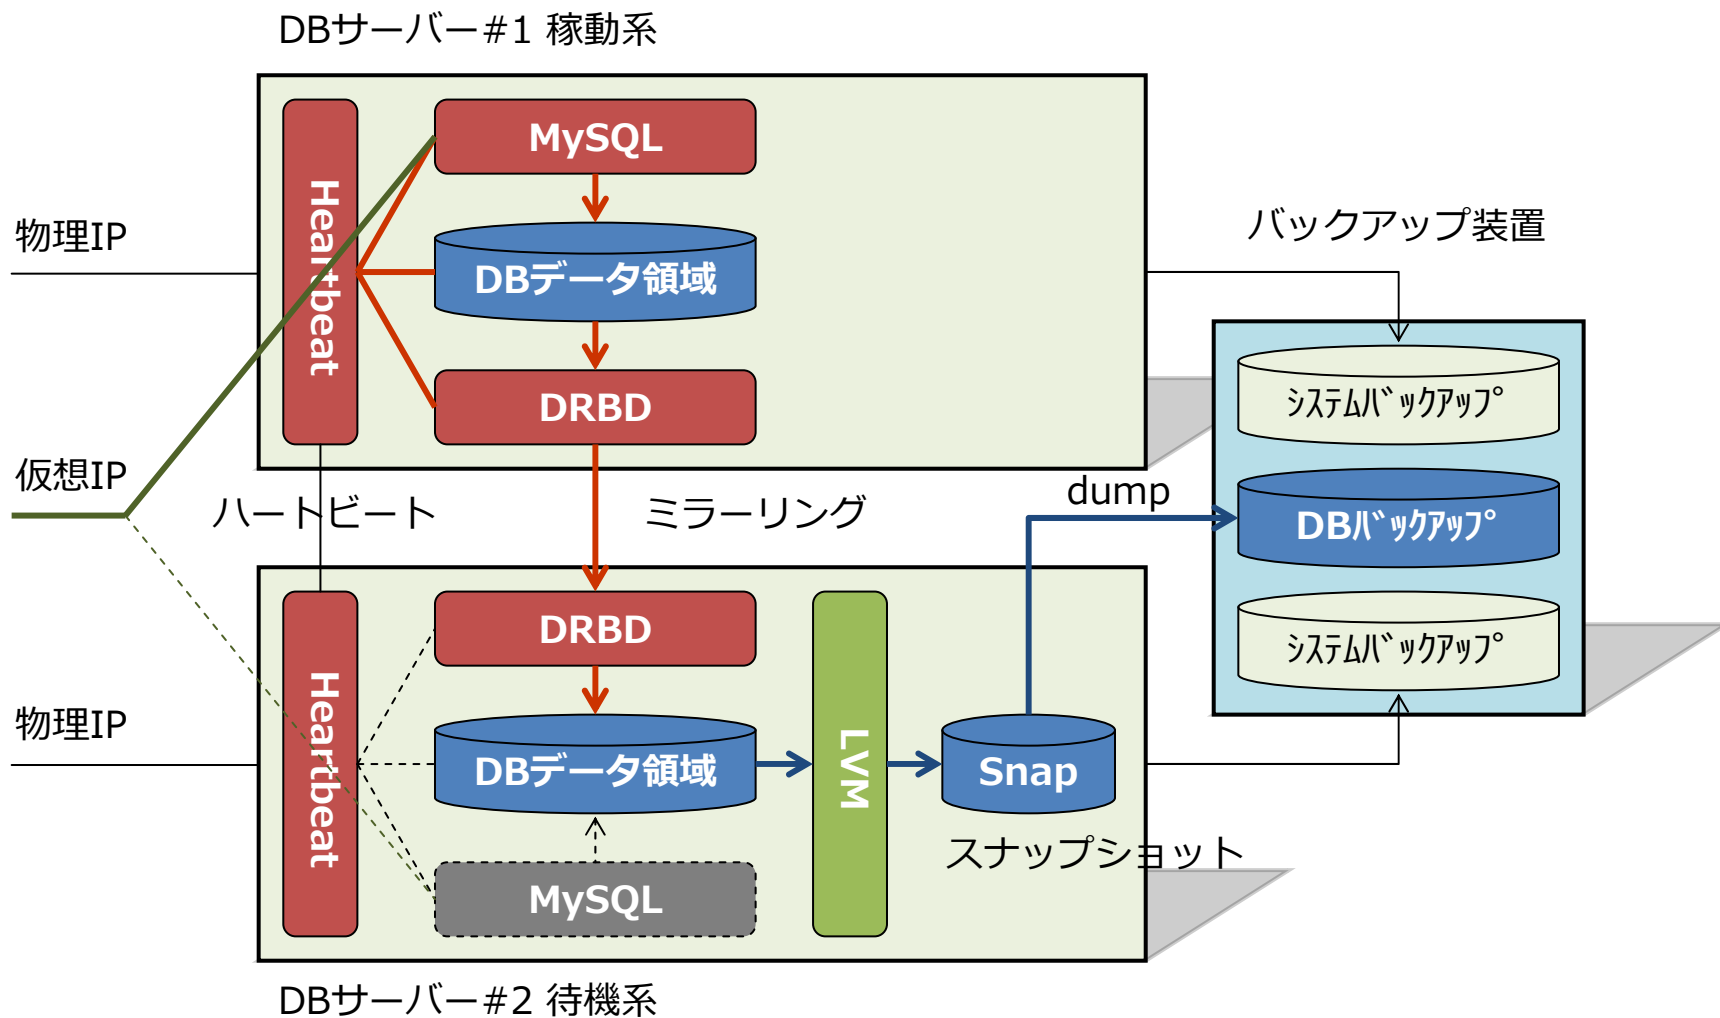 DBサーバー#1 稼動系
MySQL
Heartbeat
物理IP
DBデータ領域
バックアップ装置
DRBD
システムバックアップ
仮想IP
ハートビート
ミラーリング
dump
DBバックアップ
DRBD
システムバックアップ
Heartbeat
物理IP
DBデータ領域
LVM
Snap
スナップショット
MySQL
DBサーバー#2 待機系